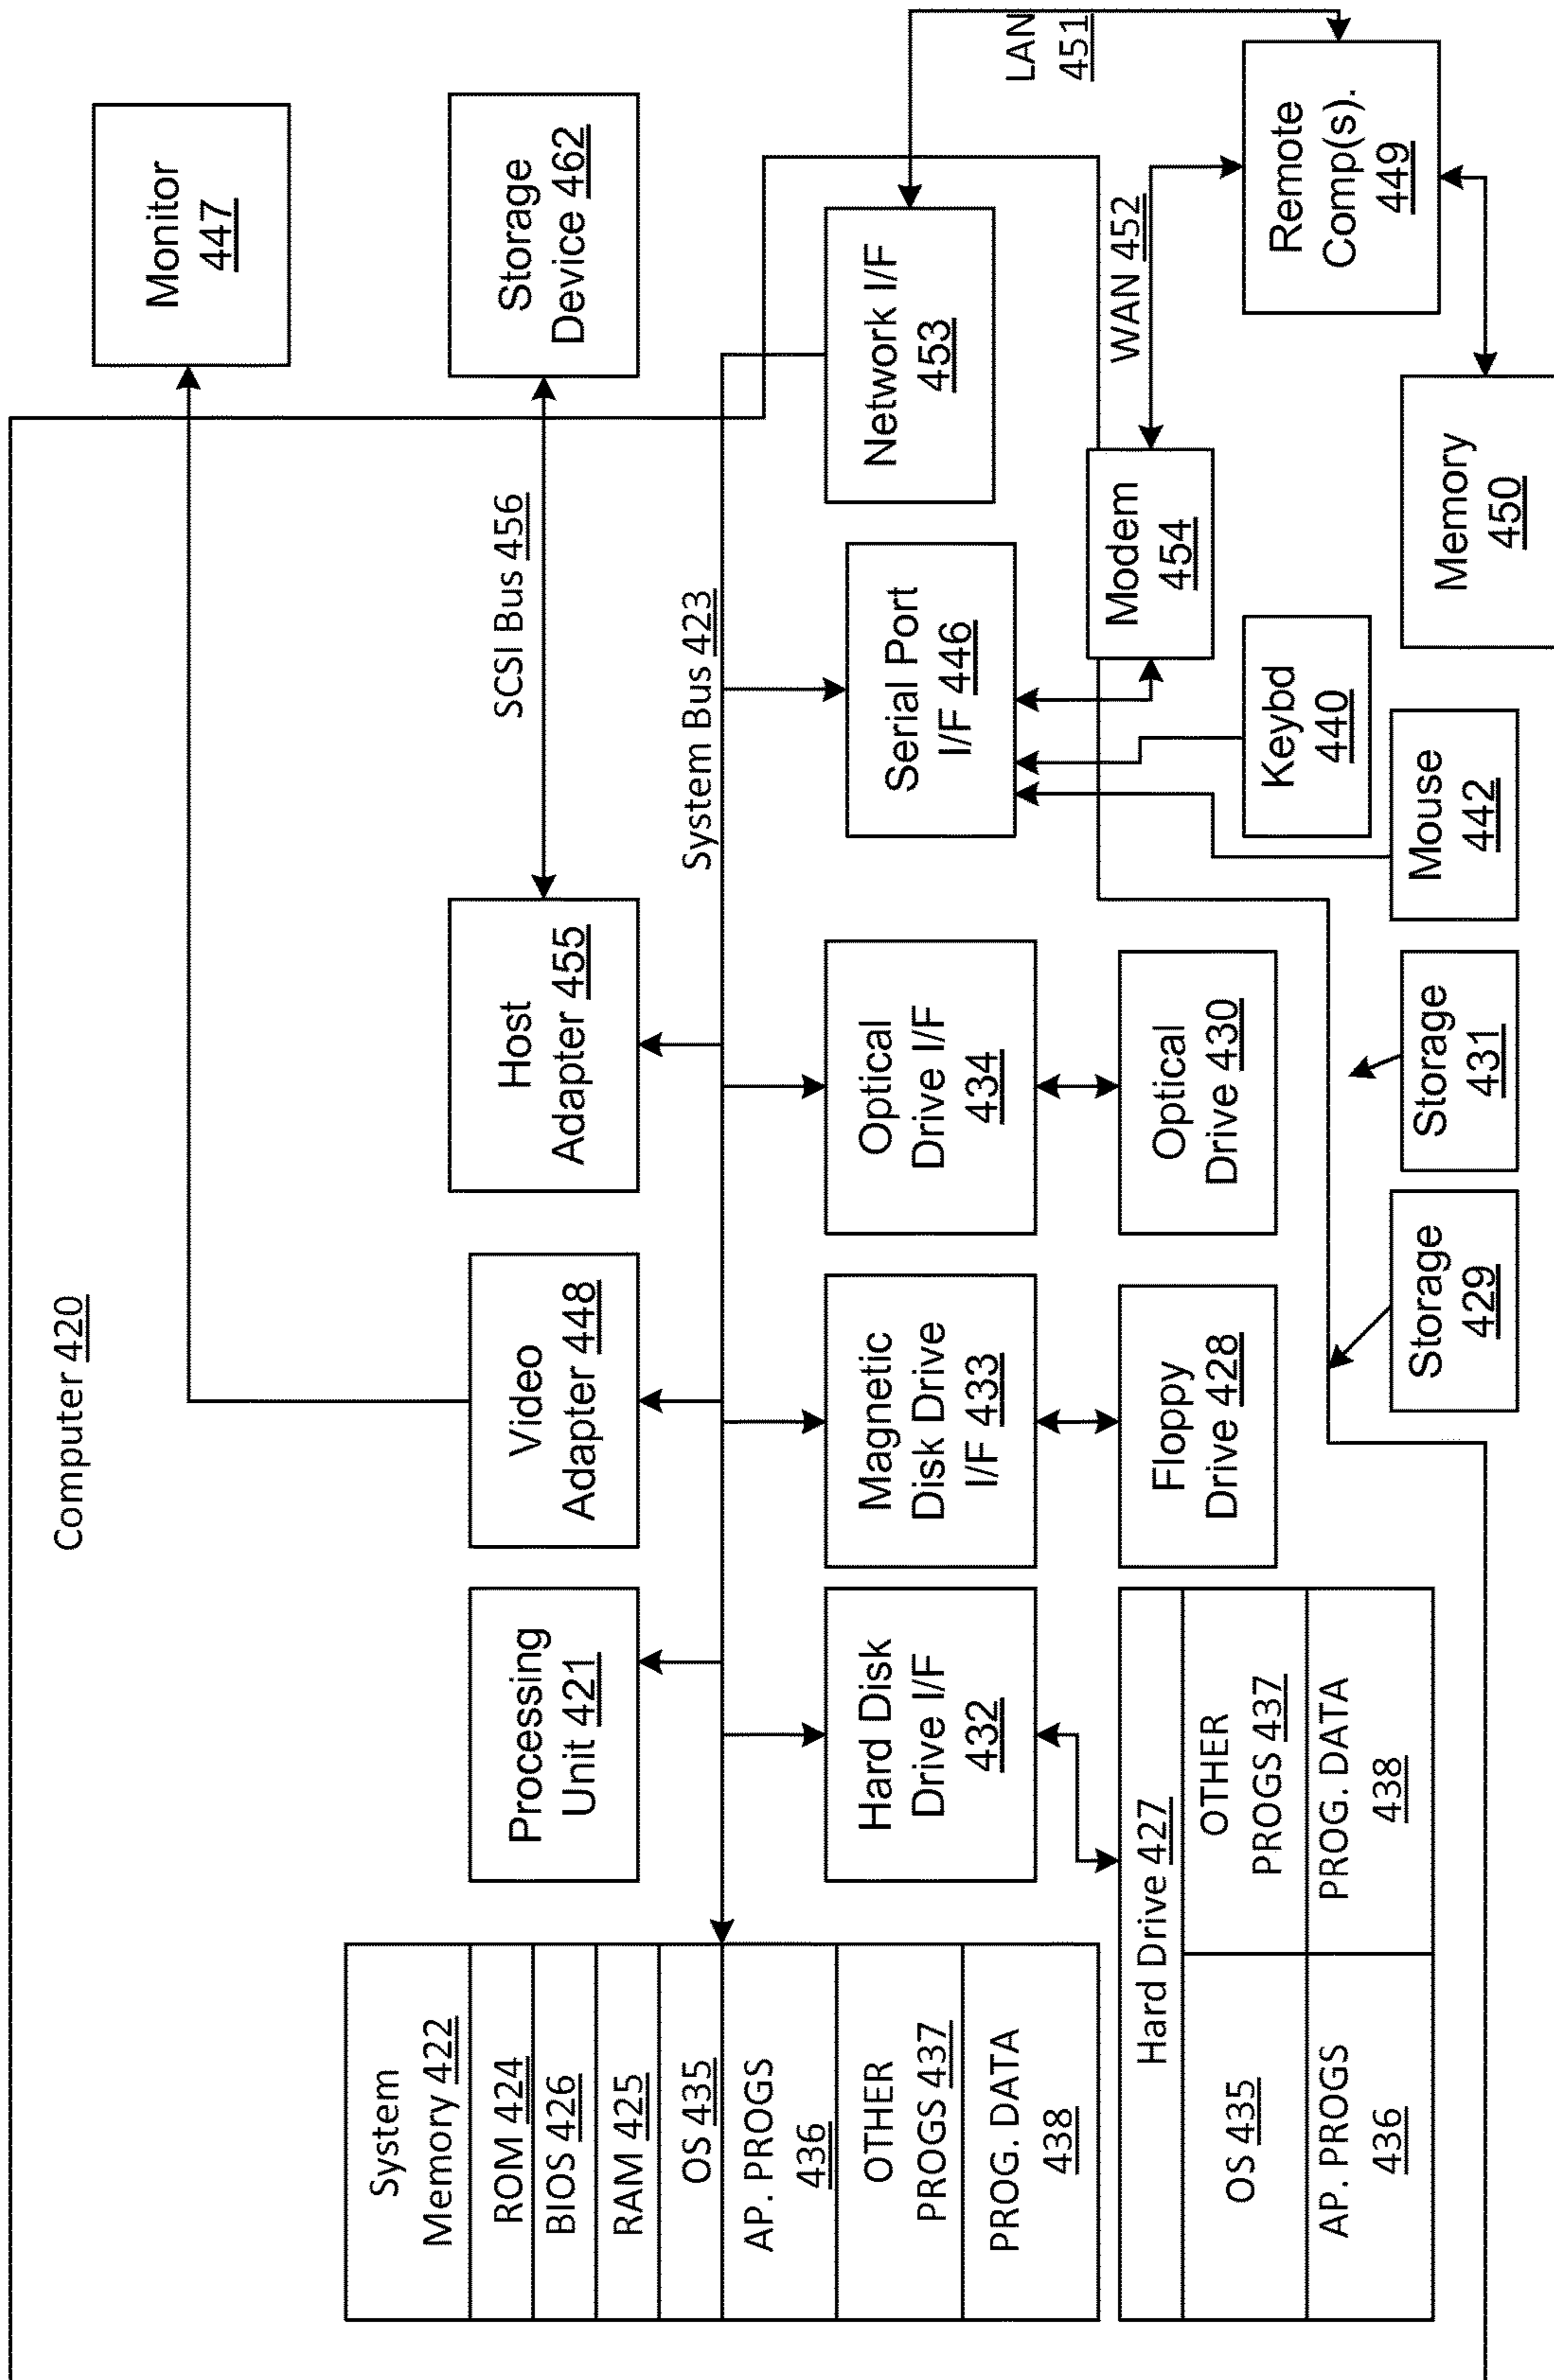 Computer 420
Monitor
447
System
Memory 422
ROM 424
BIOS 426
RAM 425
OS 435
AP. PROGS
436
OTHER
PROGS 437
PROG. DATA
438
Processing
Unit 421
Video
Adapter 448
Host
Adapter 455
SCSI Bus 456
Storage
Device 462
System Bus 423
Hard Disk
Drive I/F
432
Magnetic
Disk Drive
I/F 433
Optical
Drive I/F
434
Serial Port
I/F 446
Network I/F
453
LAN
451
Hard Drive 427
OS 435
OTHER
PROGS 437
AP. PROGS
436
PROG. DATA
438
Floppy
Drive 428
Optical
Drive 430
Modem
454
WAN 452
Remote
Comp(s).
449
Storage
429
Storage
431
Mouse
442
Keybd
440
Memory
450